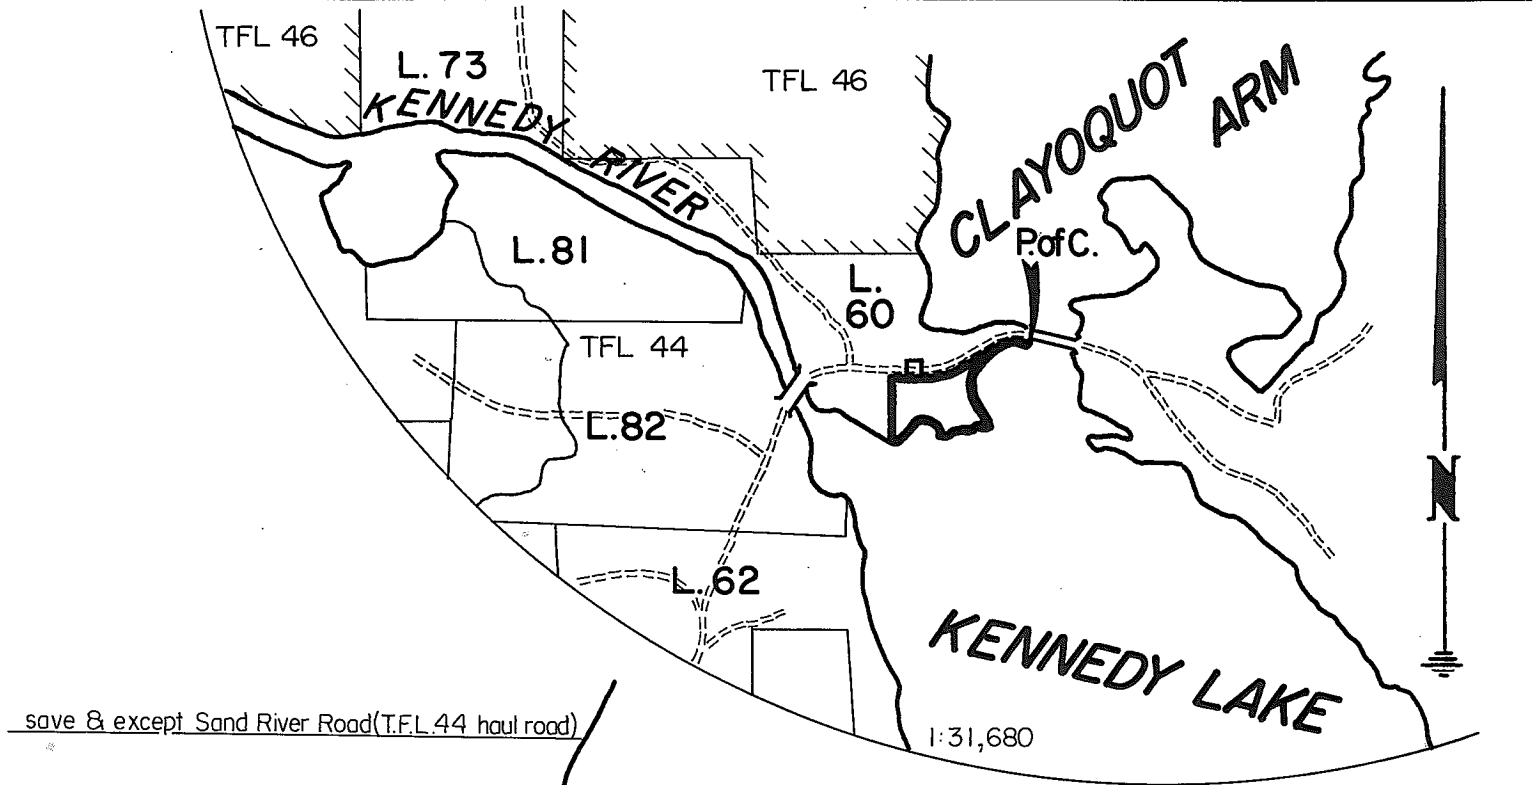 TFL 46
L. 73
KENNEDY RIVER
TFL 46
CLAYOQUOT
ARM
P.ofC.
L.81
L.
60
TFL 44
L.82
N
L.62
KENNEDY LAKE
save & except Sand River Road(T.F.L.44 haul road)
1:31,680